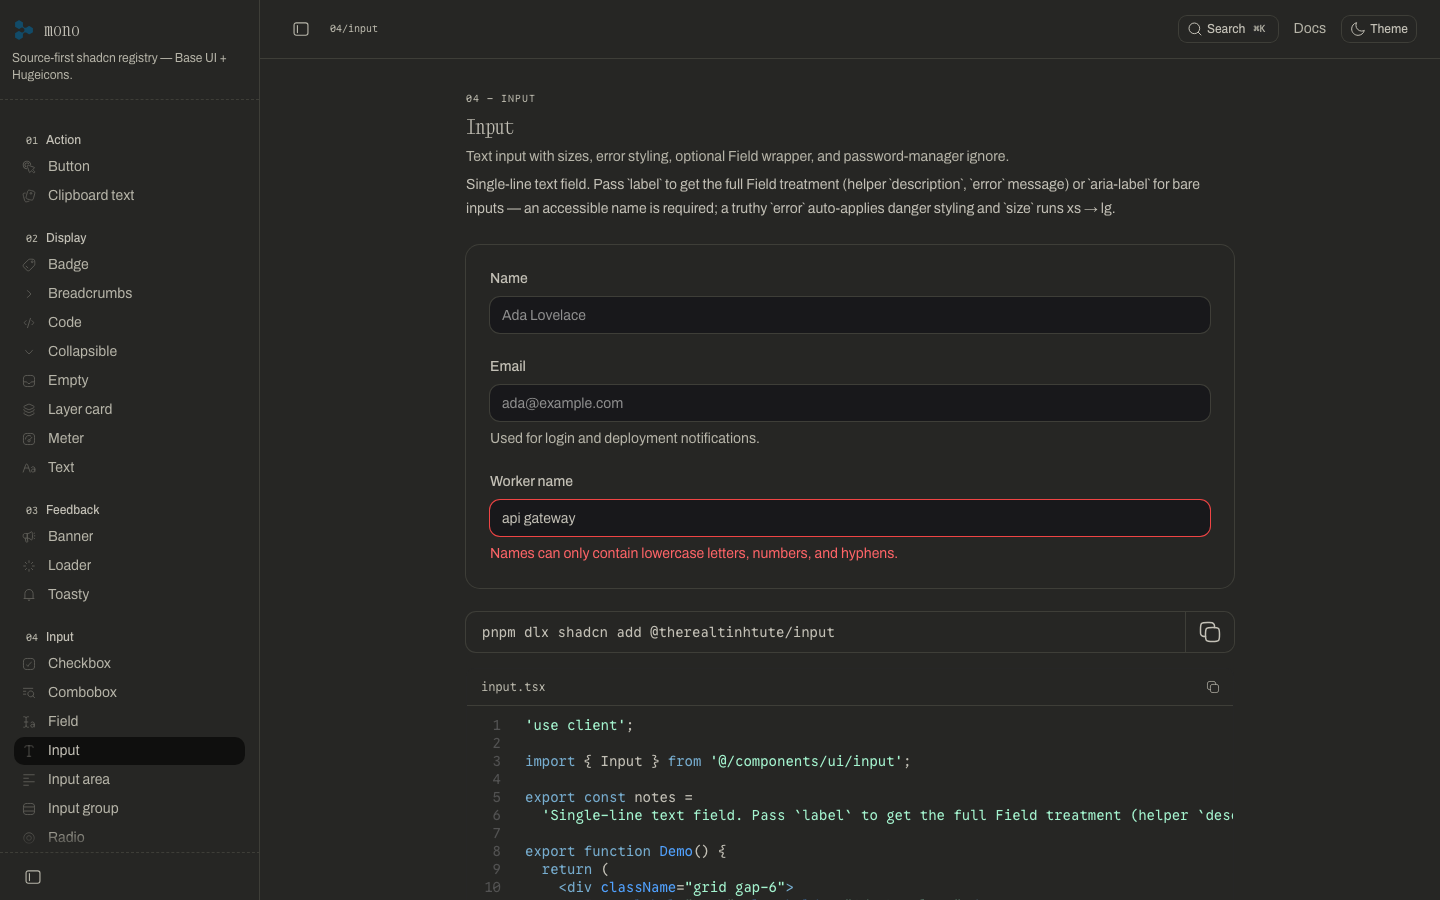 mono
Source-first shadcn registry — Base UI +
Hugeicons.
01 Action
Button
Clipboard text
02 Display
Badge
Breadcrumbs
Code
Collapsible
Empty
Layer card
Meter
Text
03 Feedback
Banner
Loader
Toasty
04 Input
Checkbox
Combobox
Field
Input
Input area
Input group
Radio
04/input
Search ⌘K
Docs
Theme
04 — INPUT
Input
Text input with sizes, error styling, optional Field wrapper, and password-manager ignore.
Single-line text field. Pass `label` to get the full Field treatment (helper `description`, `error` message) or `aria-label` for bare
inputs — an accessible name is required; a truthy `error` auto-applies danger styling and `size` runs xs → lg.
Name
Ada Lovelace
Email
ada@example.com
Used for login and deployment notifications.
Worker name
api gateway
Names can only contain lowercase letters, numbers, and hyphens.
pnpm dlx shadcn add @therealtinhtute/input
input.tsx
1 'use client';
2
3 import { Input } from '@/components/ui/input';
4
5 export const notes =
6 'Single-line text field. Pass `label` to get the full Field treatment (helper `desc
7
8 export function Demo() {
9 return (
10 <div className="grid gap-6">